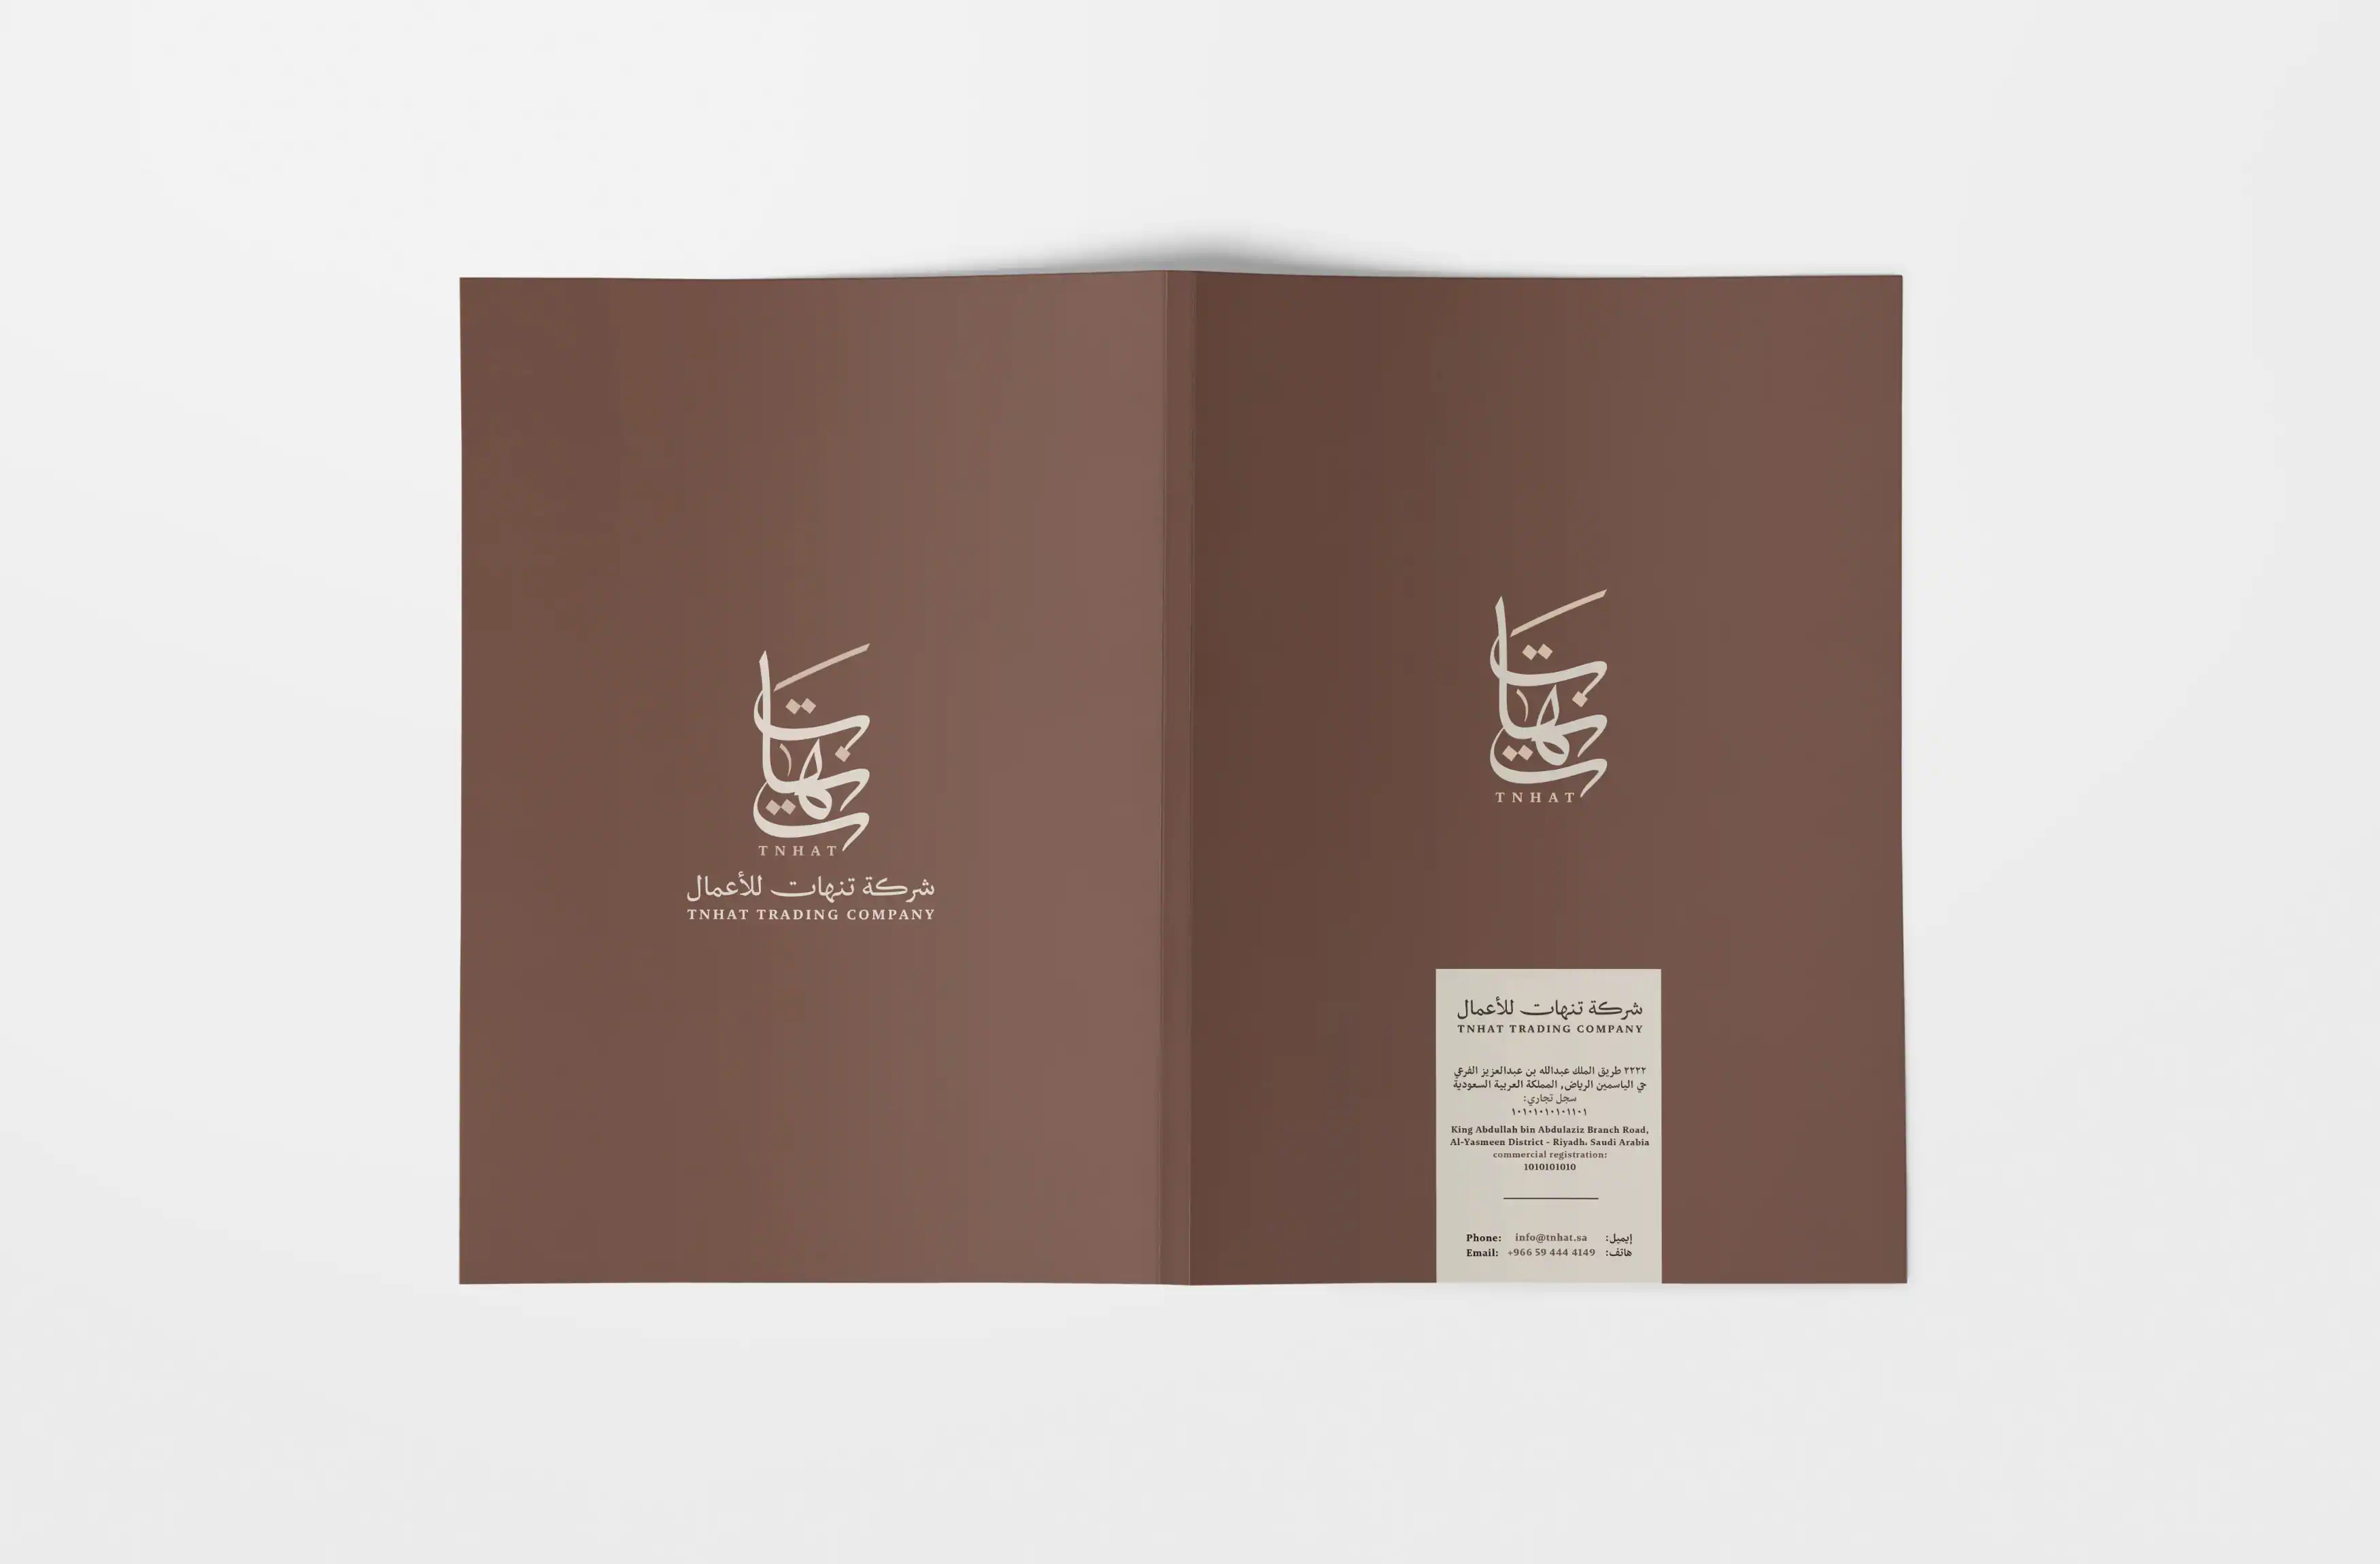 تنهات
TNHAT
شركة تنهات للأعمال
TNHAT TRADING COMPANY
تنهات
TNHAT
شركة تنهات للأعمال
TNHAT TRADING COMPANY
٢٢٢٢ طريق الملك عبدالله بن عبدالعزيز الفرعي
حي الياسمين الرياض, المملكة العربية السعودية
سجل تجاري:
١٠١٠١٠١٠١٠١١٠١
King Abdullah bin Abdulaziz Branch Road,
Al-Yasmeen District - Riyadh. Saudi Arabia
commercial registration:
1010101010
Phone: info@tnhat.sa إيميل:
Email: +966 59 444 4149 هاتف: